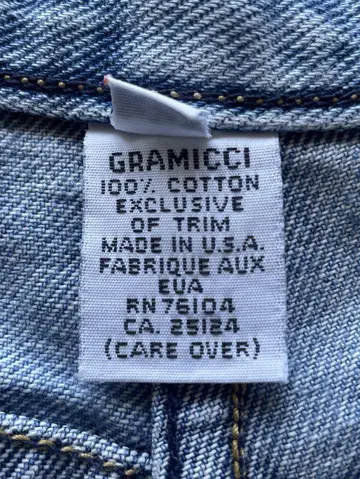 GRAMICCI
100% COTTON
EXCLUSIVE
OF TRIM
MADE IN U.S.A.
FABRIQUE AUX
EUA
RN 76104
CA. 25124
(CARE OVER)